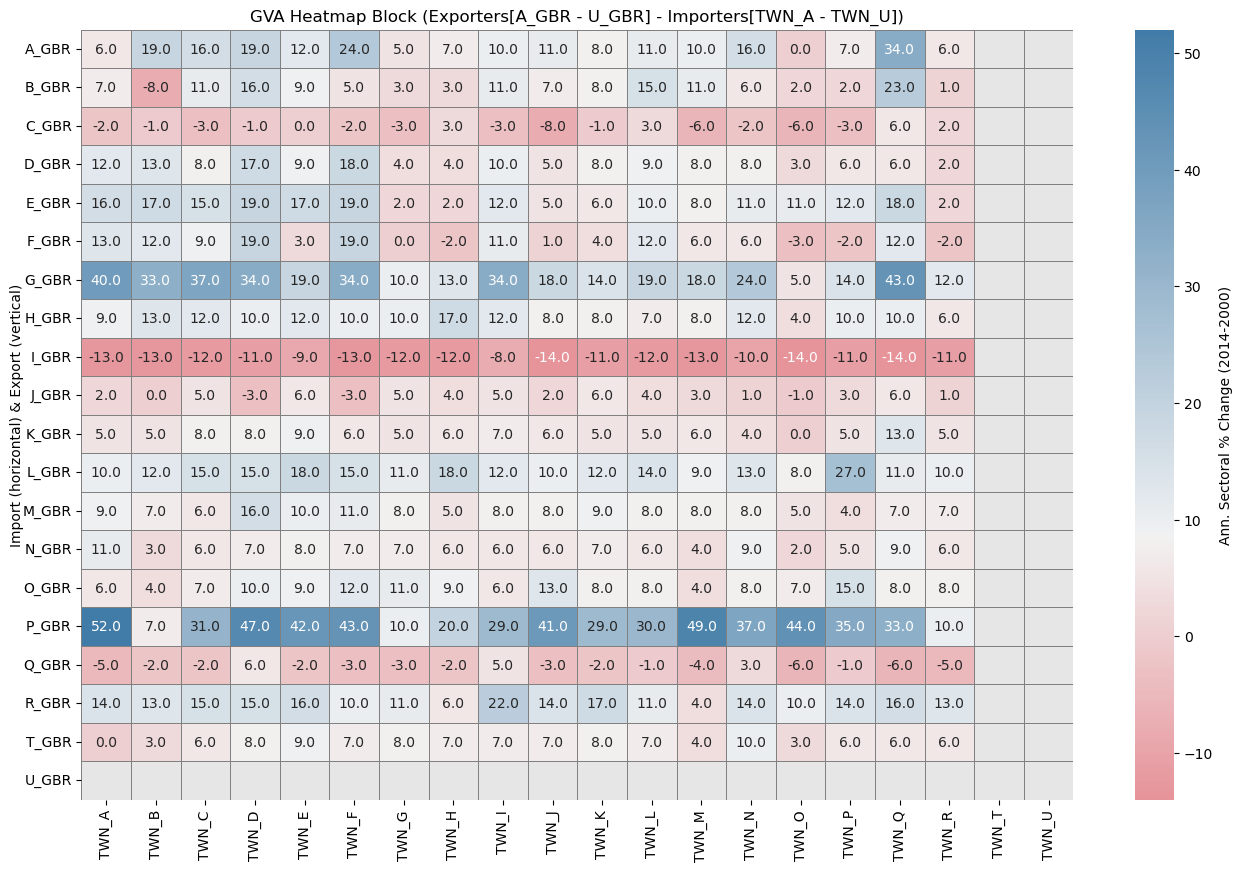 GVA Heatmap Block (Exporters[A_GBR - U_GBR] - Importers[TWN_A - TWN_U])
Import (horizontal) & Export (vertical)
A_GBR 6.0 19.0 16.0 19.0 12.0 24.0 5.0 7.0 10.0 11.0 8.0 11.0 10.0 16.0 0.0 7.0 34.0 6.0
B_GBR 7.0 -8.0 11.0 16.0 9.0 5.0 3.0 3.0 11.0 7.0 8.0 15.0 11.0 6.0 2.0 2.0 23.0 1.0
C_GBR -2.0 -1.0 -3.0 -1.0 0.0 -2.0 -3.0 3.0 -3.0 -8.0 -1.0 3.0 -6.0 -2.0 -6.0 -3.0 6.0 2.0
D_GBR 12.0 13.0 8.0 17.0 9.0 18.0 4.0 4.0 10.0 5.0 8.0 9.0 8.0 8.0 3.0 6.0 6.0 2.0
E_GBR 16.0 17.0 15.0 19.0 17.0 19.0 2.0 2.0 12.0 5.0 6.0 10.0 8.0 11.0 11.0 12.0 18.0 2.0
F_GBR 13.0 12.0 9.0 19.0 3.0 19.0 0.0 -2.0 11.0 1.0 4.0 12.0 6.0 6.0 -3.0 -2.0 12.0 -2.0
G_GBR 40.0 33.0 37.0 34.0 19.0 34.0 10.0 13.0 34.0 18.0 14.0 19.0 18.0 24.0 5.0 14.0 43.0 12.0
H_GBR 9.0 13.0 12.0 10.0 12.0 10.0 10.0 17.0 12.0 8.0 8.0 7.0 8.0 12.0 4.0 10.0 10.0 6.0
I_GBR -13.0 -13.0 -12.0 -11.0 -9.0 -13.0 -12.0 -12.0 -8.0 -14.0 -11.0 -12.0 -13.0 -10.0 -14.0 -11.0 -14.0 -11.0
J_GBR 2.0 0.0 5.0 -3.0 6.0 -3.0 5.0 4.0 5.0 2.0 6.0 4.0 3.0 1.0 -1.0 3.0 6.0 1.0
K_GBR 5.0 5.0 8.0 8.0 9.0 6.0 5.0 6.0 7.0 6.0 5.0 5.0 6.0 4.0 0.0 5.0 13.0 5.0
L_GBR 10.0 12.0 15.0 15.0 18.0 15.0 11.0 18.0 12.0 10.0 12.0 14.0 9.0 13.0 8.0 27.0 11.0 10.0
M_GBR 9.0 7.0 6.0 16.0 10.0 11.0 8.0 5.0 8.0 8.0 9.0 8.0 8.0 8.0 5.0 4.0 7.0 7.0
N_GBR 11.0 3.0 6.0 7.0 8.0 7.0 7.0 6.0 6.0 6.0 7.0 6.0 4.0 9.0 2.0 5.0 9.0 6.0
O_GBR 6.0 4.0 7.0 10.0 9.0 12.0 11.0 9.0 6.0 13.0 8.0 8.0 4.0 8.0 7.0 15.0 8.0 8.0
P_GBR 52.0 7.0 31.0 47.0 42.0 43.0 10.0 20.0 29.0 41.0 29.0 30.0 49.0 37.0 44.0 35.0 33.0 10.0
Q_GBR -5.0 -2.0 -2.0 6.0 -2.0 -3.0 -3.0 -2.0 5.0 -3.0 -2.0 -1.0 -4.0 3.0 -6.0 -1.0 -6.0 -5.0
R_GBR 14.0 13.0 15.0 15.0 16.0 10.0 11.0 6.0 22.0 14.0 17.0 11.0 4.0 14.0 10.0 14.0 16.0 13.0
T_GBR 0.0 3.0 6.0 8.0 9.0 7.0 8.0 7.0 7.0 7.0 8.0 7.0 4.0 10.0 3.0 6.0 6.0 6.0
U_GBR
TWN_A TWN_B TWN_C TWN_D TWN_E TWN_F TWN_G TWN_H TWN_I TWN_J TWN_K TWN_L TWN_M TWN_N TWN_O TWN_P TWN_Q TWN_R TWN_T TWN_U
50
40
30
20
10
0
−10
Ann. Sectoral % Change (2014-2000)